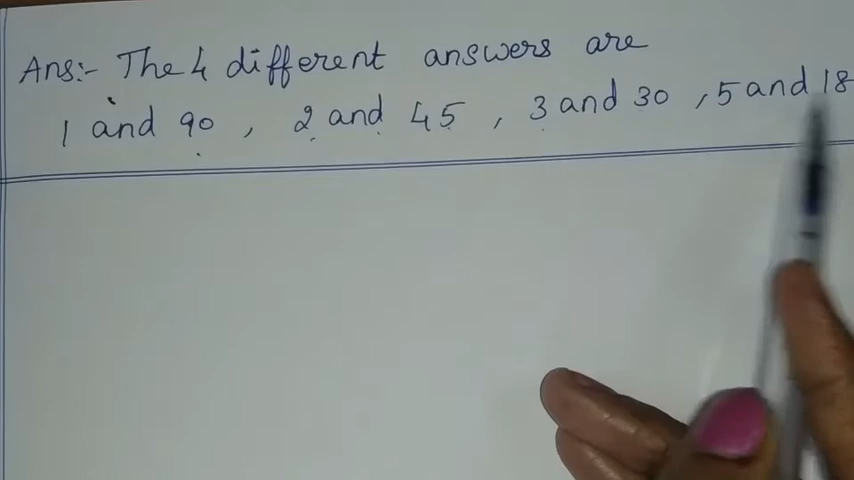 Ans:- The 4 different answers are
1 and 90, 2 and 45, 3 and 30, 5 and 18